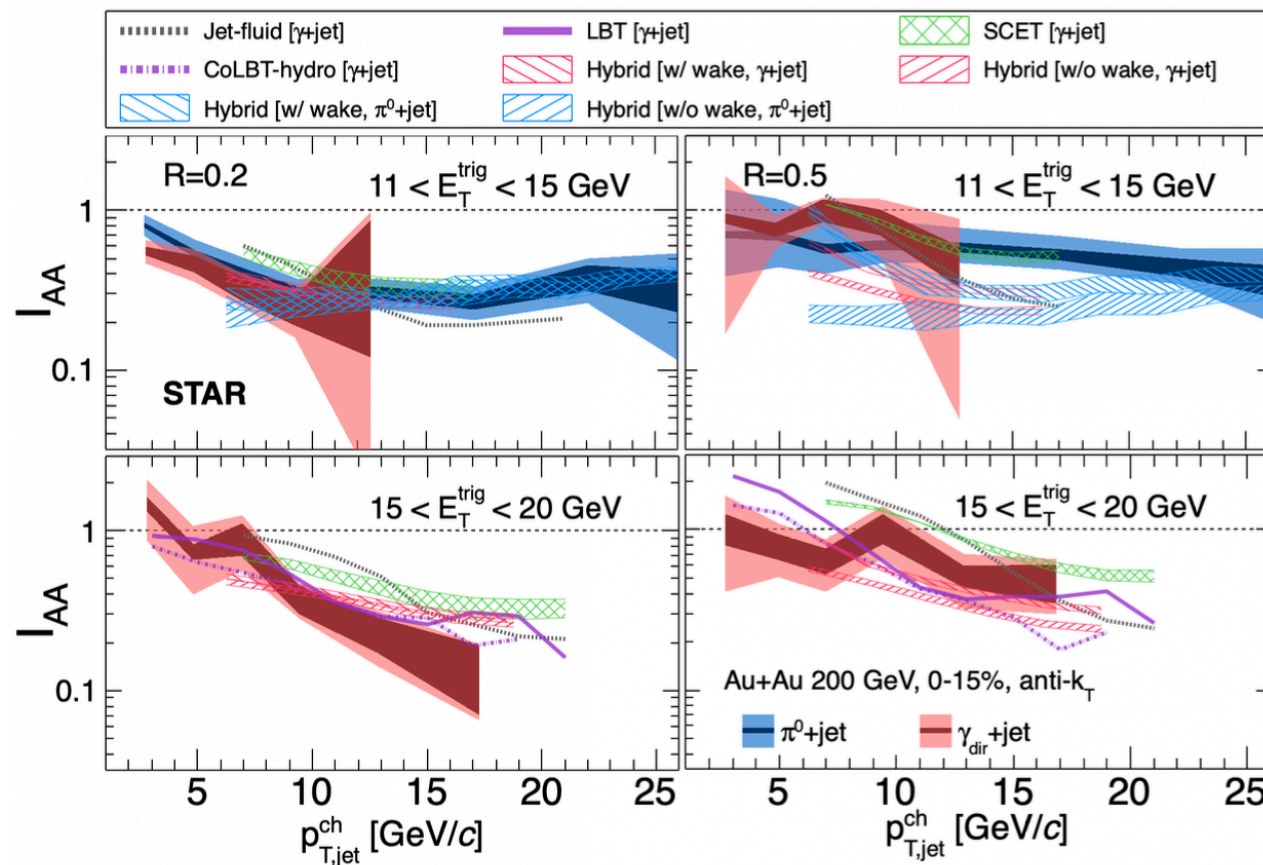 Jet-fluid [γ+jet] LBT [γ+jet] SCET [γ+jet]
CoLBT-hydro [γ+jet] Hybrid [w/ wake, γ+jet] Hybrid [w/o wake, γ+jet]
Hybrid [w/ wake, π⁰+jet] Hybrid [w/o wake, π⁰+jet]
R=0.2 11 < E_T^trig < 15 GeV
R=0.5 11 < E_T^trig < 15 GeV
I_AA
1
0.1
STAR
15 < E_T^trig < 20 GeV
15 < E_T^trig < 20 GeV
I_AA
1
0.1
Au+Au 200 GeV, 0-15%, anti-k_T
π⁰+jet γ_dir+jet
5 10 15 20 25 5 10 15 20 25
p_T,jet^ch [GeV/c] p_T,jet^ch [GeV/c]